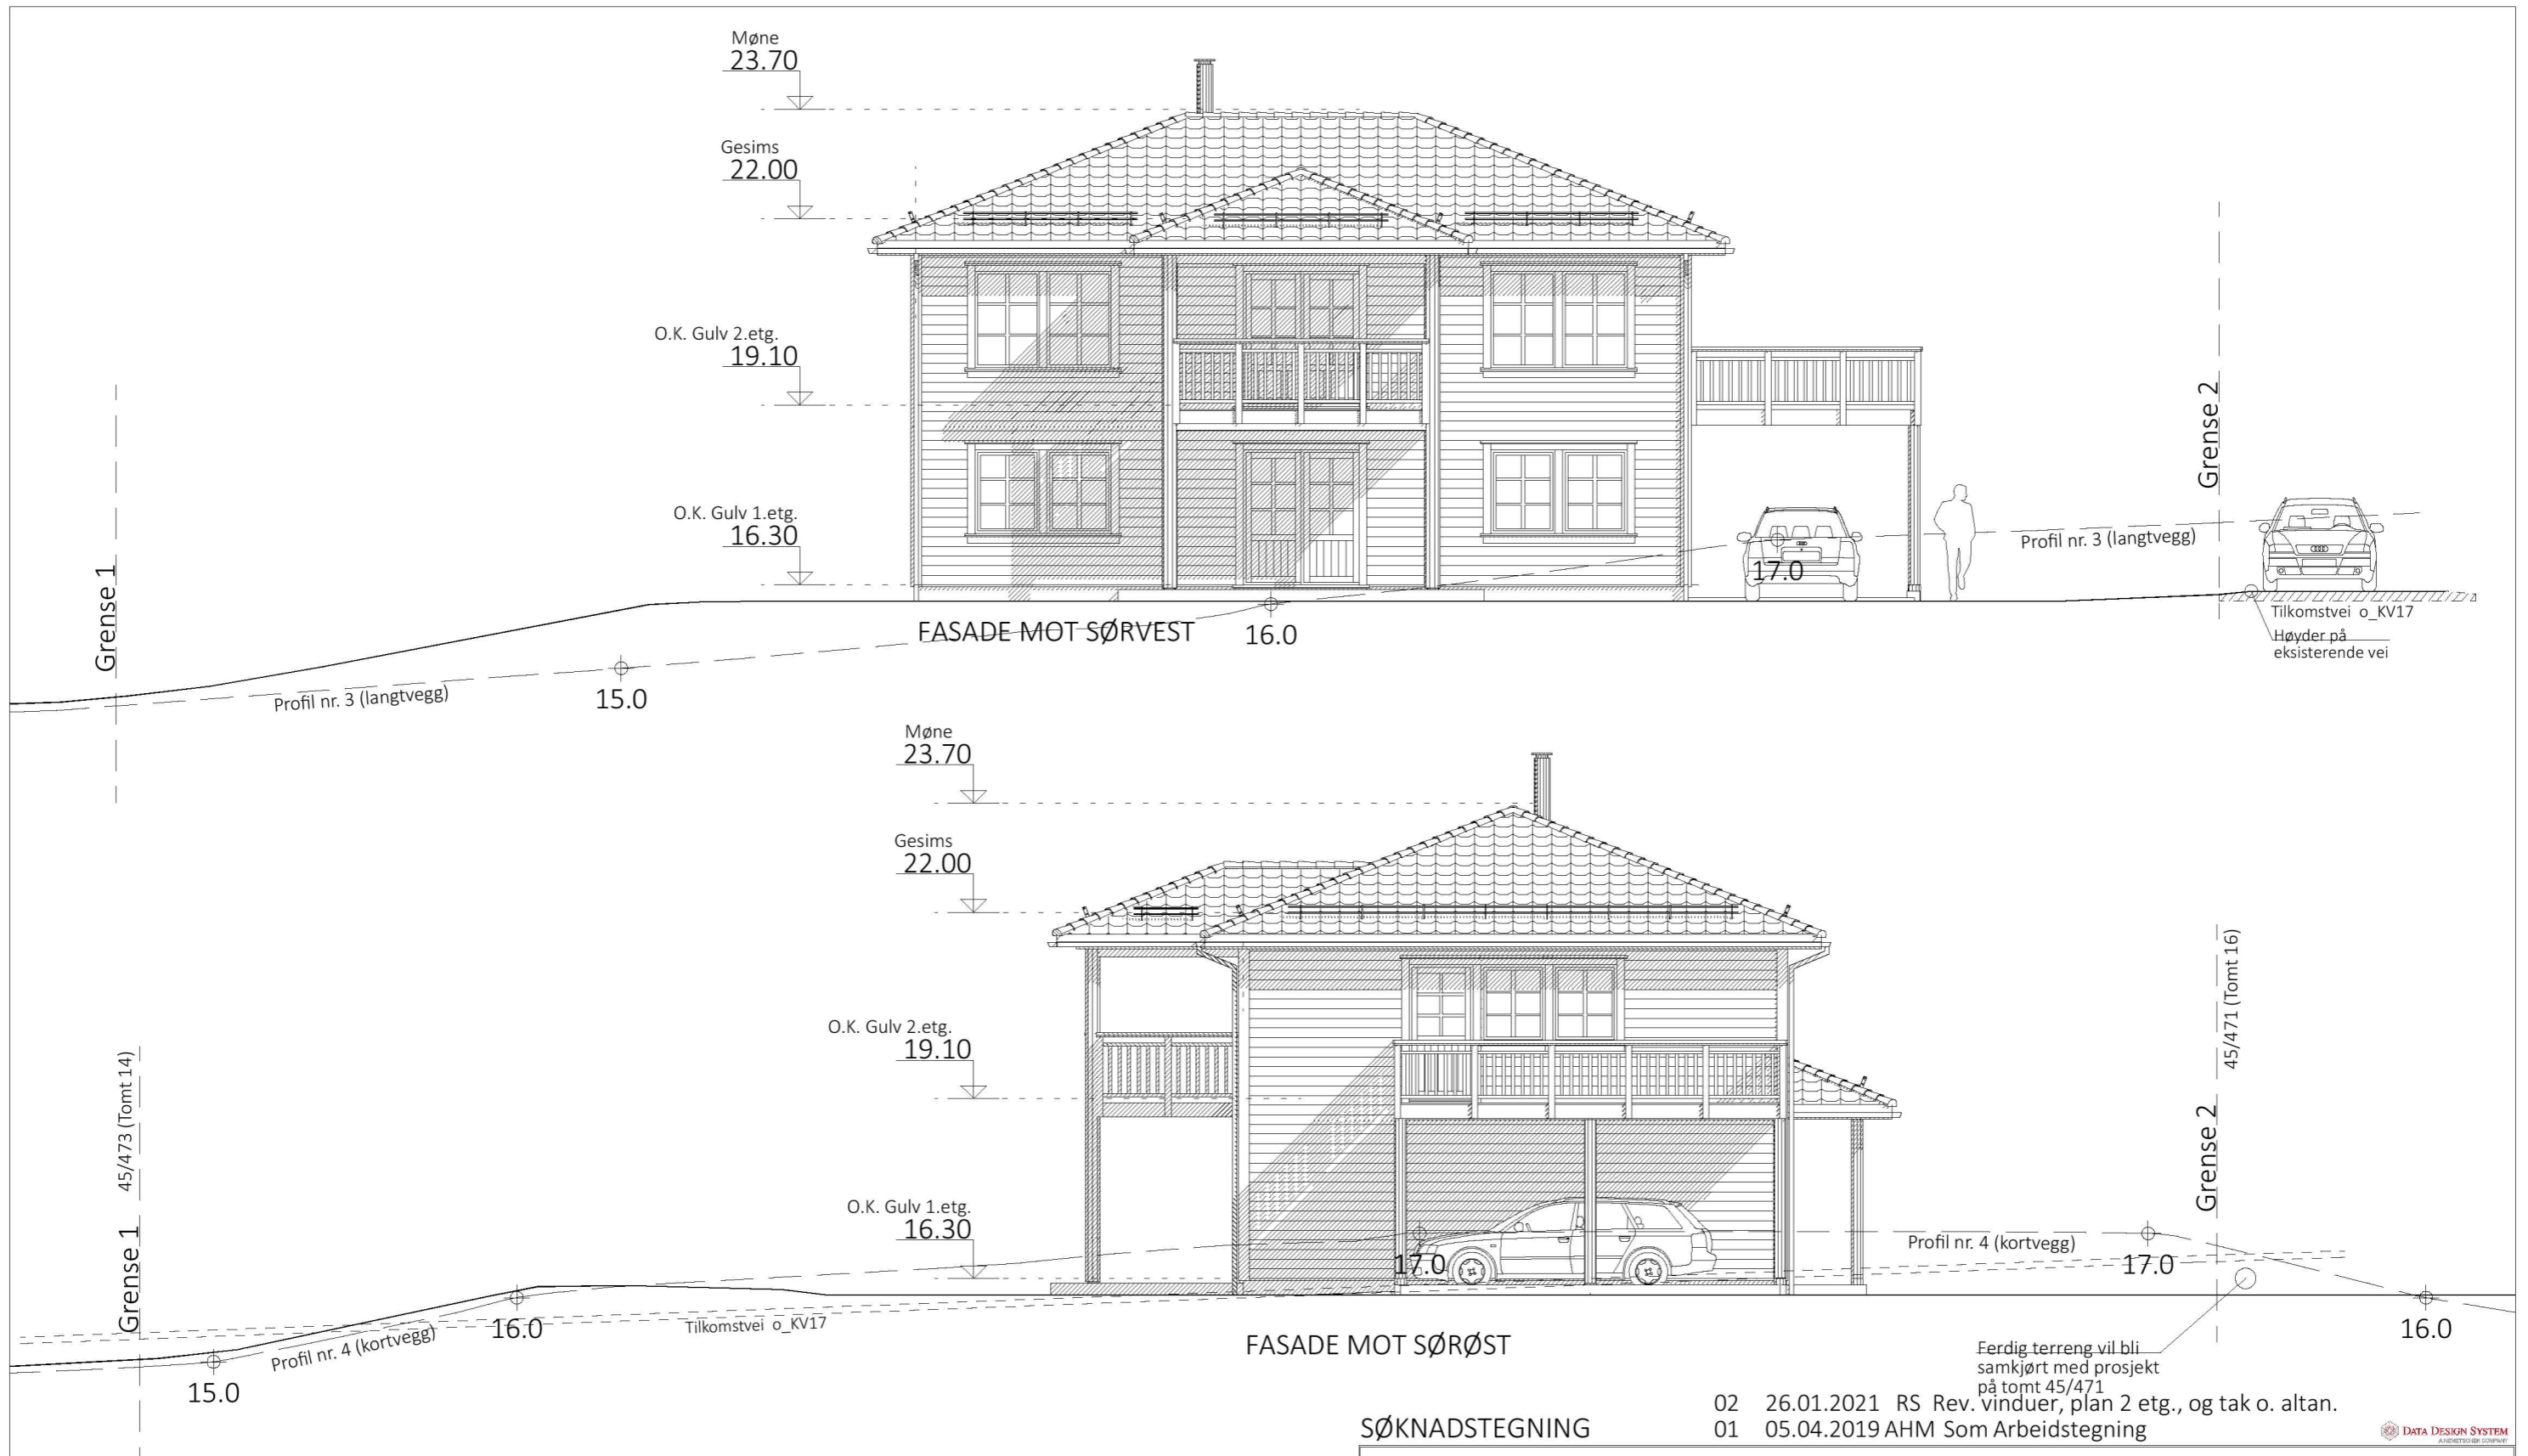 Møne
23.70
Gesims
22.00
O.K. Gulv 2.etg.
19.10
O.K. Gulv 1.etg.
16.30
Grense 1
Grense 2
Profil nr. 3 (langtvegg)
17.0
Tilkomstvei o_KV17
Høyder på
eksisterende vei
FASADE MOT SØRVEST
16.0
Profil nr. 3 (langtvegg)
15.0
Møne
23.70
Gesims
22.00
O.K. Gulv 2.etg.
19.10
O.K. Gulv 1.etg.
16.30
45/473 (Tomt 14)
Grense 1
45/471 (Tomt 16)
Grense 2
Profil nr. 4 (kortvegg)
17.0
17.0
16.0
Tilkomstvei o_KV17
Profil nr. 4 (kortvegg)
15.0
16.0
FASADE MOT SØRØST
Ferdig terreng vil bli
samkjørt med prosjekt
på tomt 45/471
02 26.01.2021 RS Rev. vinduer, plan 2 etg., og tak o. altan.
SØKNADSTEGNING
01 05.04.2019 AHM Som Arbeidstegning
DATA DESIGN SYSTEM
A NEMETSCHEK COMPANY